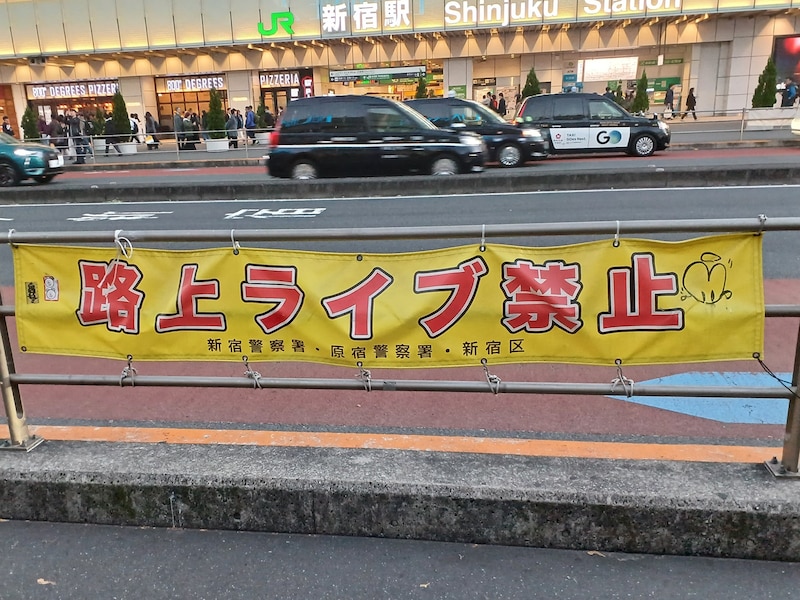 JR 新宿駅 Shinjuku Station
800° DEGREES PIZZERIA
800° DEGREES
PIZZERIA
GO
路上ライブ禁止
新宿警察署・原宿警察署・新宿区